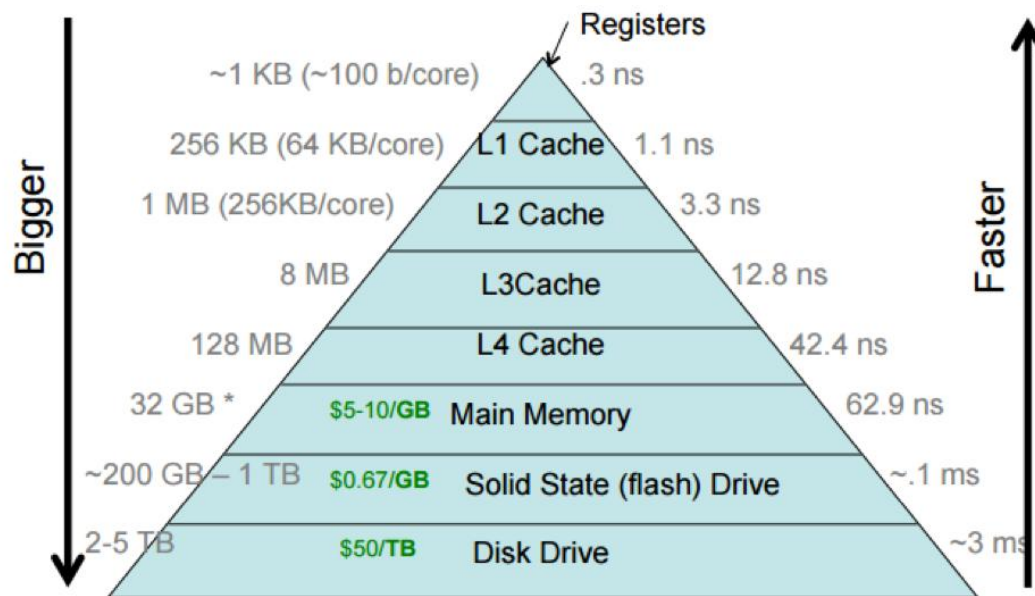 Registers
~1 KB (~100 b/core) .3 ns
256 KB (64 KB/core) L1 Cache 1.1 ns
1 MB (256KB/core) L2 Cache 3.3 ns
8 MB L3Cache 12.8 ns
128 MB L4 Cache 42.4 ns
32 GB * $5-10/GB Main Memory 62.9 ns
~200 GB – 1 TB $0.67/GB Solid State (flash) Drive ~.1 ms
2-5 TB $50/TB Disk Drive ~3 ms
Bigger
Faster